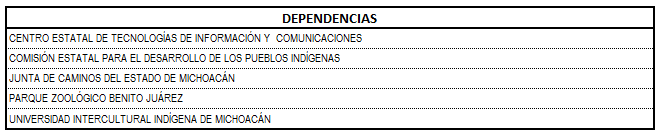 DEPENDENCIAS
CENTRO ESTATAL DE TECNOLOGÍAS DE INFORMACIÓN Y  COMUNICACIONES
COMISIÓN ESTATAL PARA EL DESARROLLO DE LOS PUEBLOS INDÍGENAS
JUNTA DE CAMINOS DEL ESTADO DE MICHOACÁN
PARQUE ZOOLÓGICO BENITO JUÁREZ
UNIVERSIDAD INTERCULTURAL INDÍGENA DE MICHOACÁN